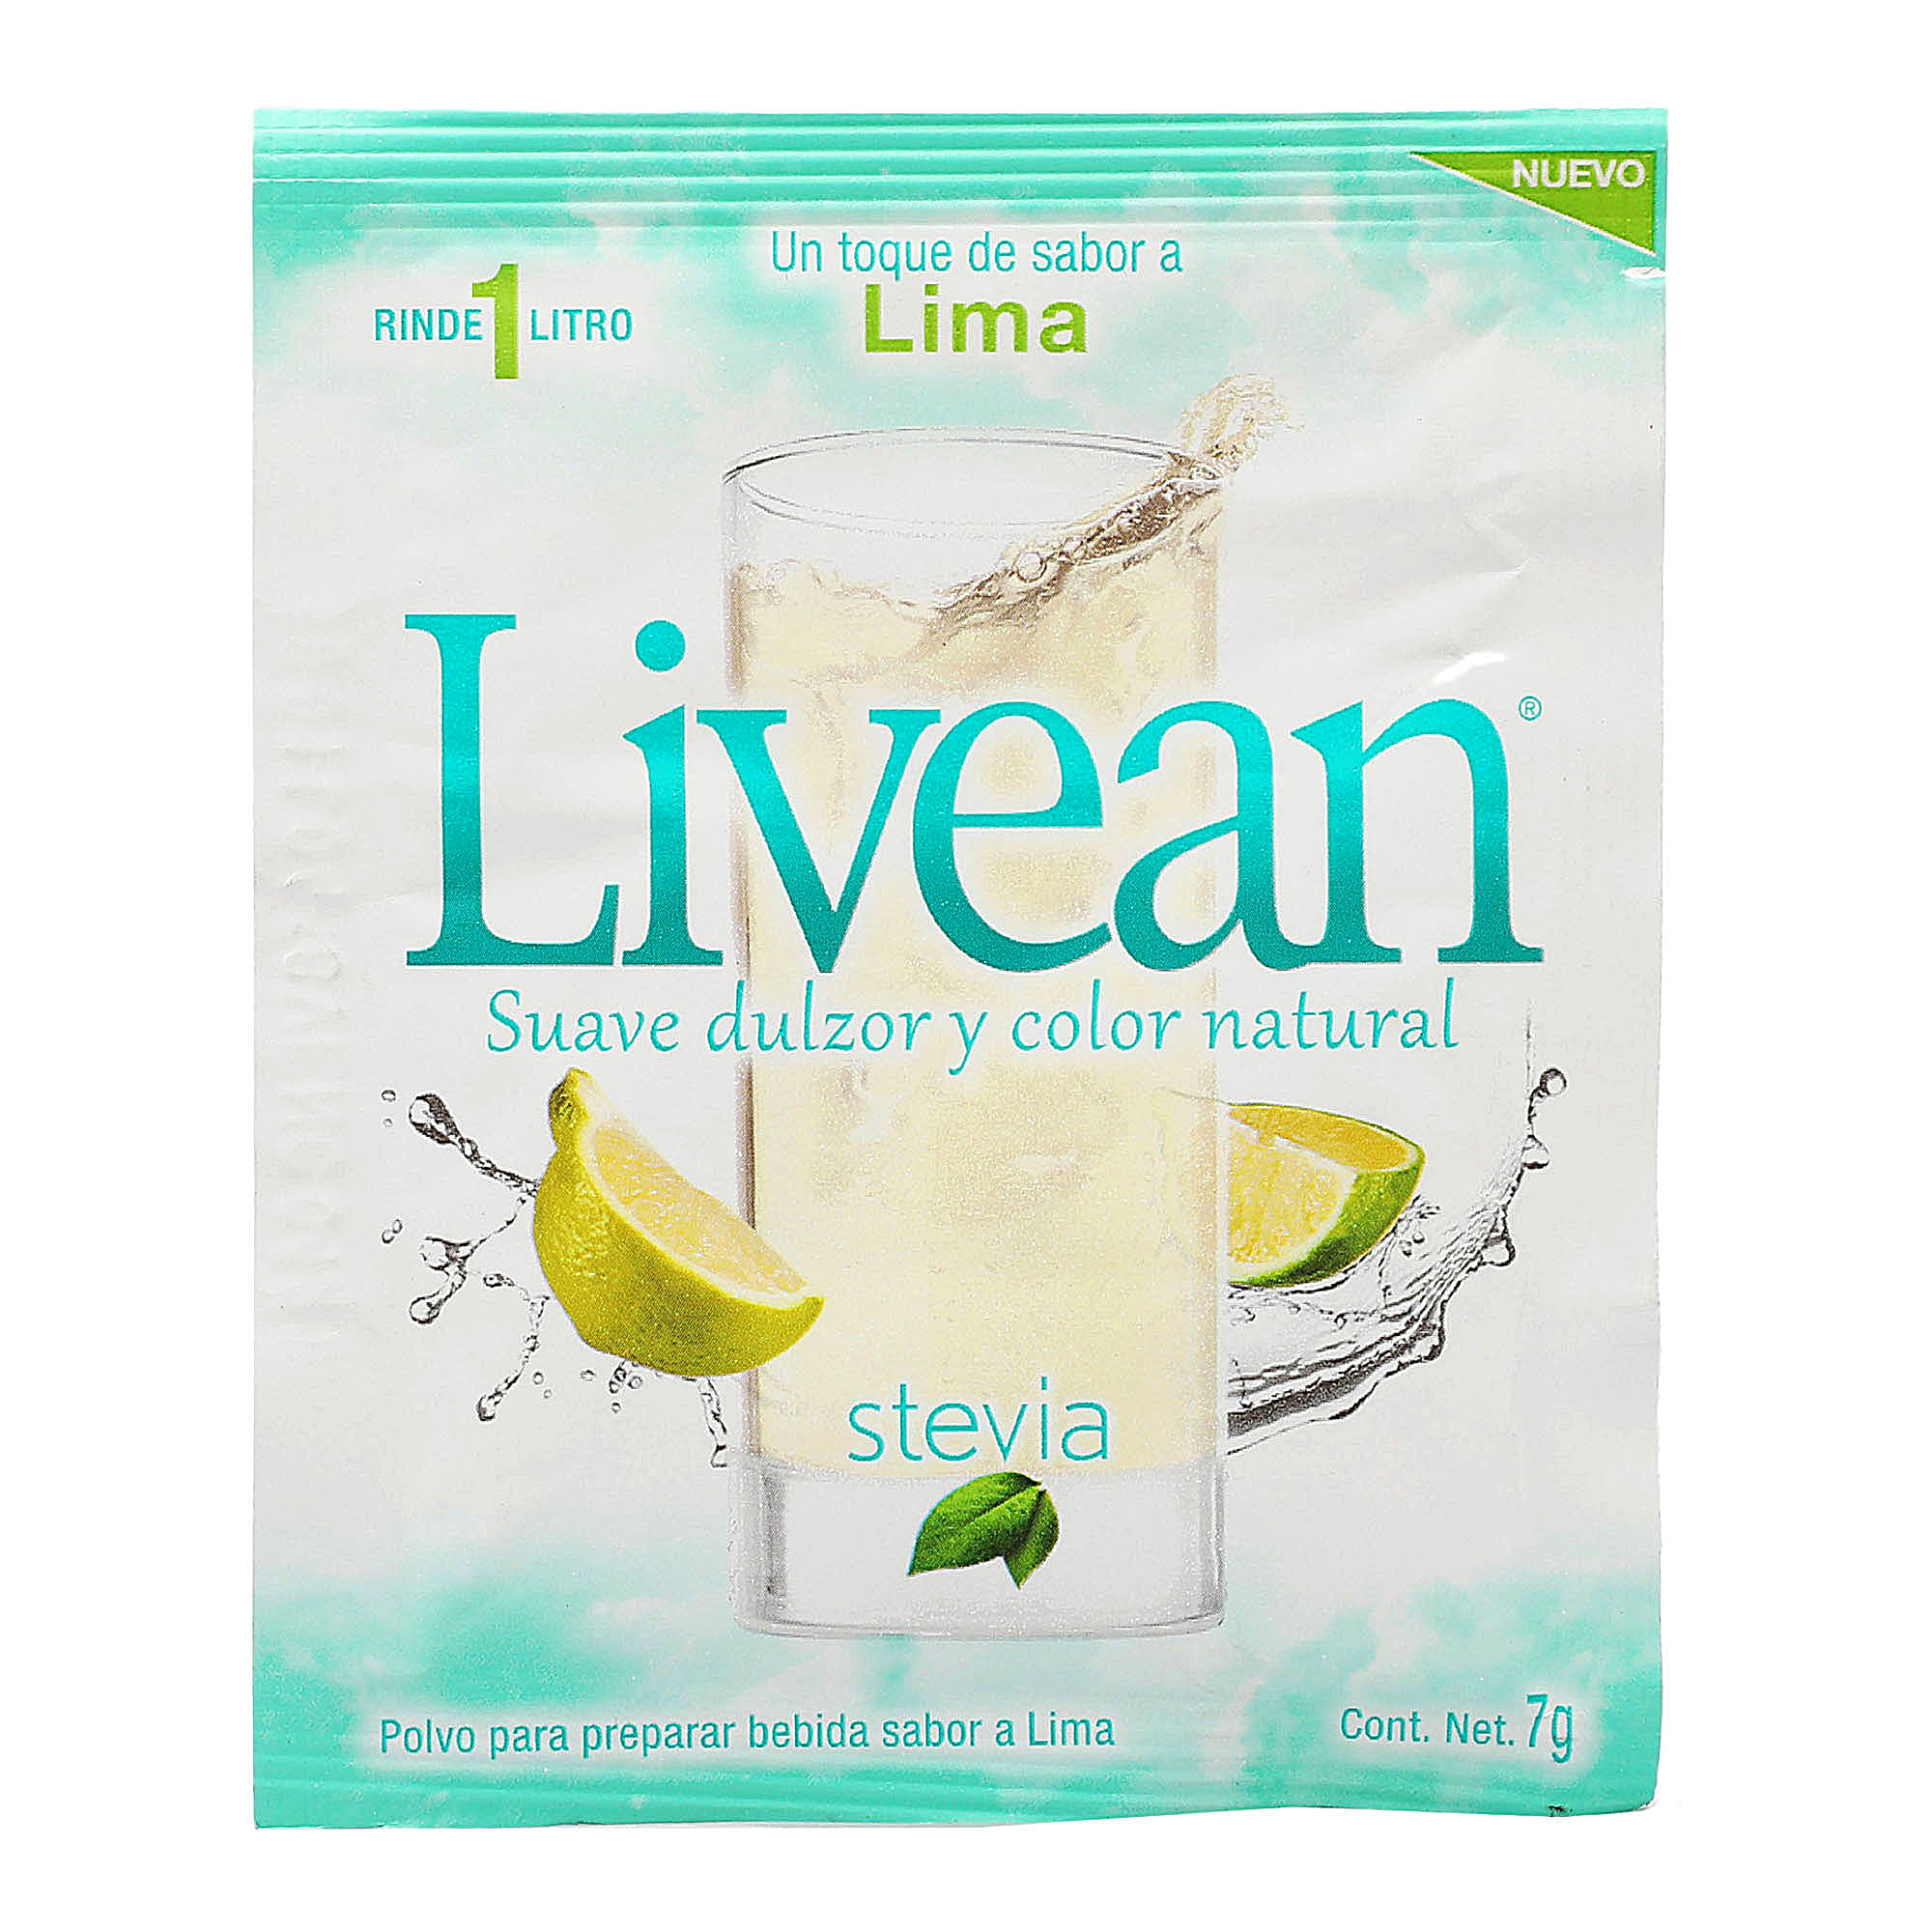 NUEVO
Un toque de sabor a
Lima
RINDE 1 LITRO
Livean®
Suave dulzor y color natural
stevia
Polvo para preparar bebida sabor a Lima
Cont. Net. 7g